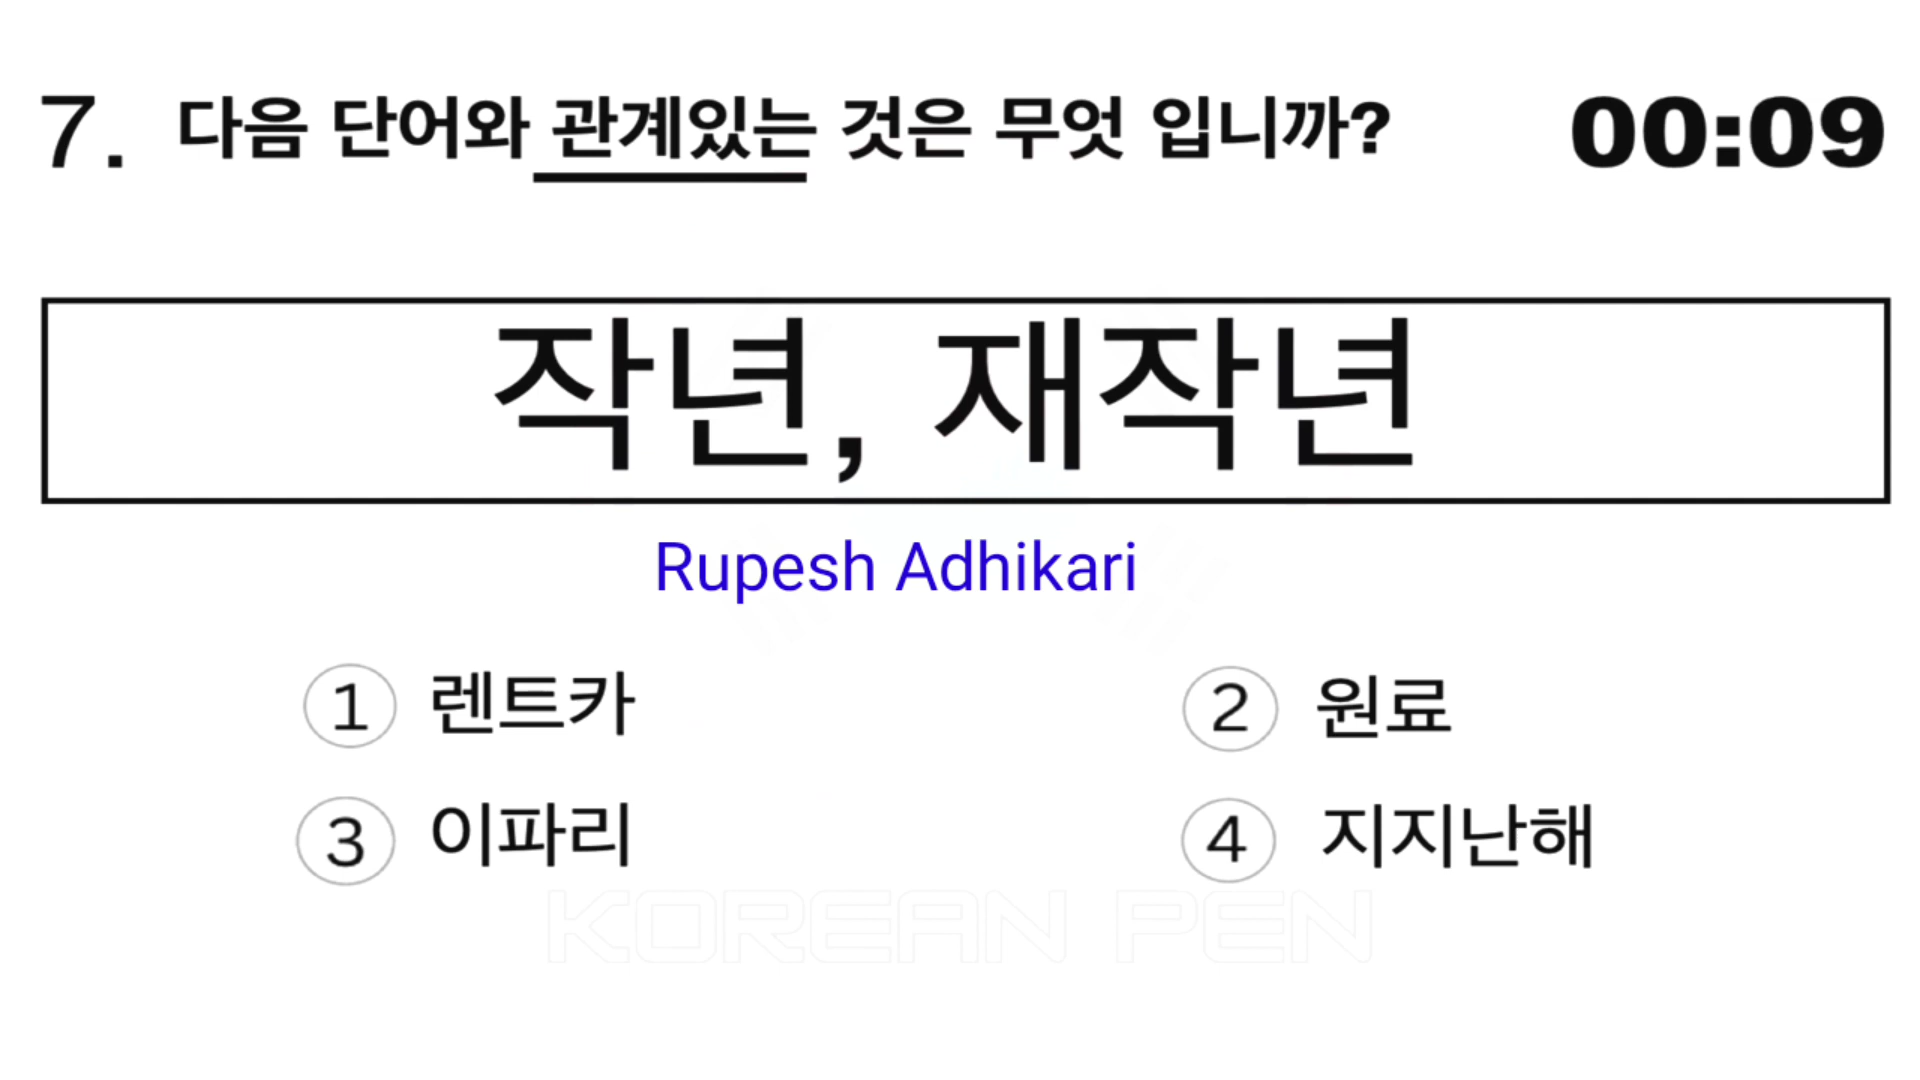 7. 다음 단어와 관계있는 것은 무엇 입니까? 00:09
작년, 재작년
Rupesh Adhikari
1 렌트카 2 원료
3 이파리 4 지지난해
KOREAN PEN